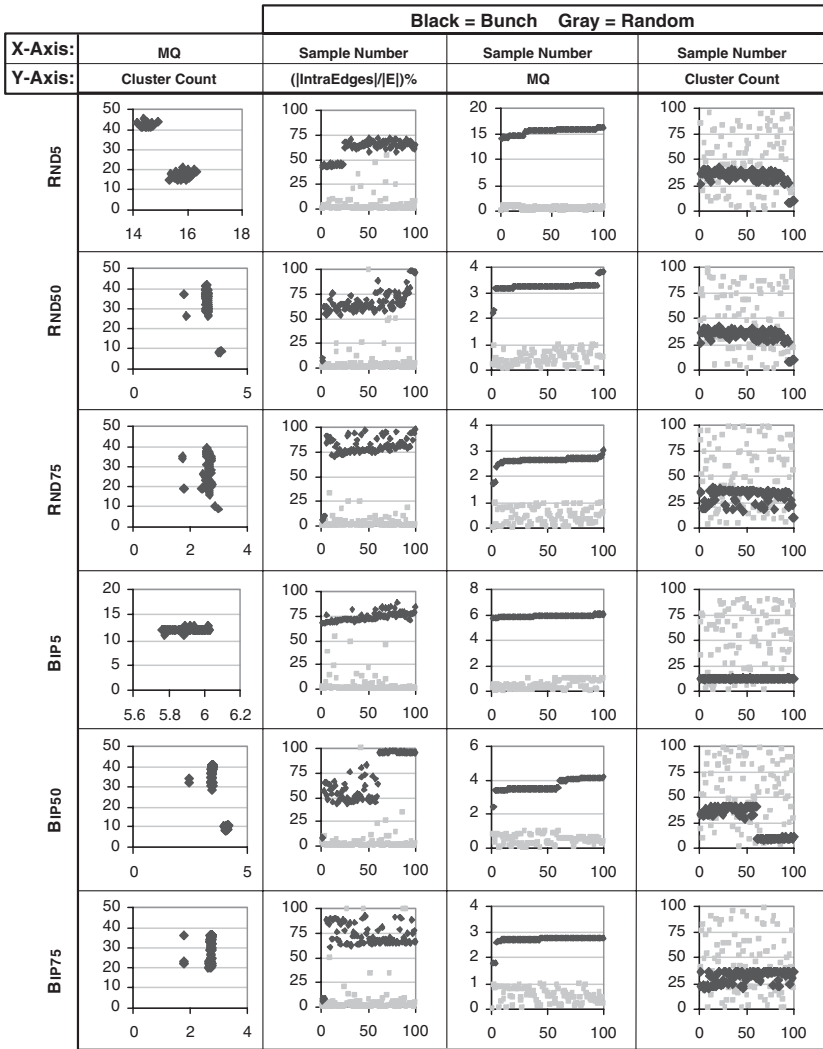 Black = Bunch Gray = Random
X-Axis: MQ Sample Number Sample Number Sample Number
Y-Axis: Cluster Count (|IntraEdges|/|E|)% MQ Cluster Count
RND5
50 40 30 20 10 0
14 16 18
100 75 50 25 0
0 50 100
20 15 10 5 0
0 50 100
100 75 50 25 0
0 50 100
RND50
50 40 30 20 10 0
0 5
100 75 50 25 0
0 50 100
4 3 2 1 0
0 50 100
100 75 50 25 0
0 50 100
RND75
50 40 30 20 10 0
0 2 4
100 75 50 25 0
0 50 100
4 3 2 1 0
0 50 100
100 75 50 25 0
0 50 100
BIP5
20 15 10 5 0
5.6 5.8 6 6.2
100 75 50 25 0
0 50 100
8 6 4 2 0
0 50 100
100 75 50 25 0
0 50 100
BIP50
50 40 30 20 10 0
0 5
100 75 50 25 0
0 50 100
6 4 2 0
0 50 100
100 75 50 25 0
0 50 100
BIP75
50 40 30 20 10 0
0 2 4
100 75 50 25 0
0 50 100
4 3 2 1 0
0 50 100
100 75 50 25 0
0 50 100